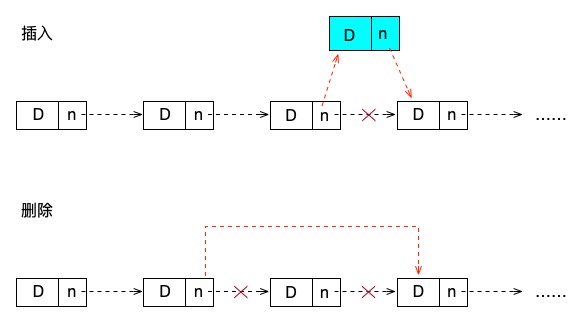 插入
D n
D n D n D n D n ......
删除
D n D n D n D n ......